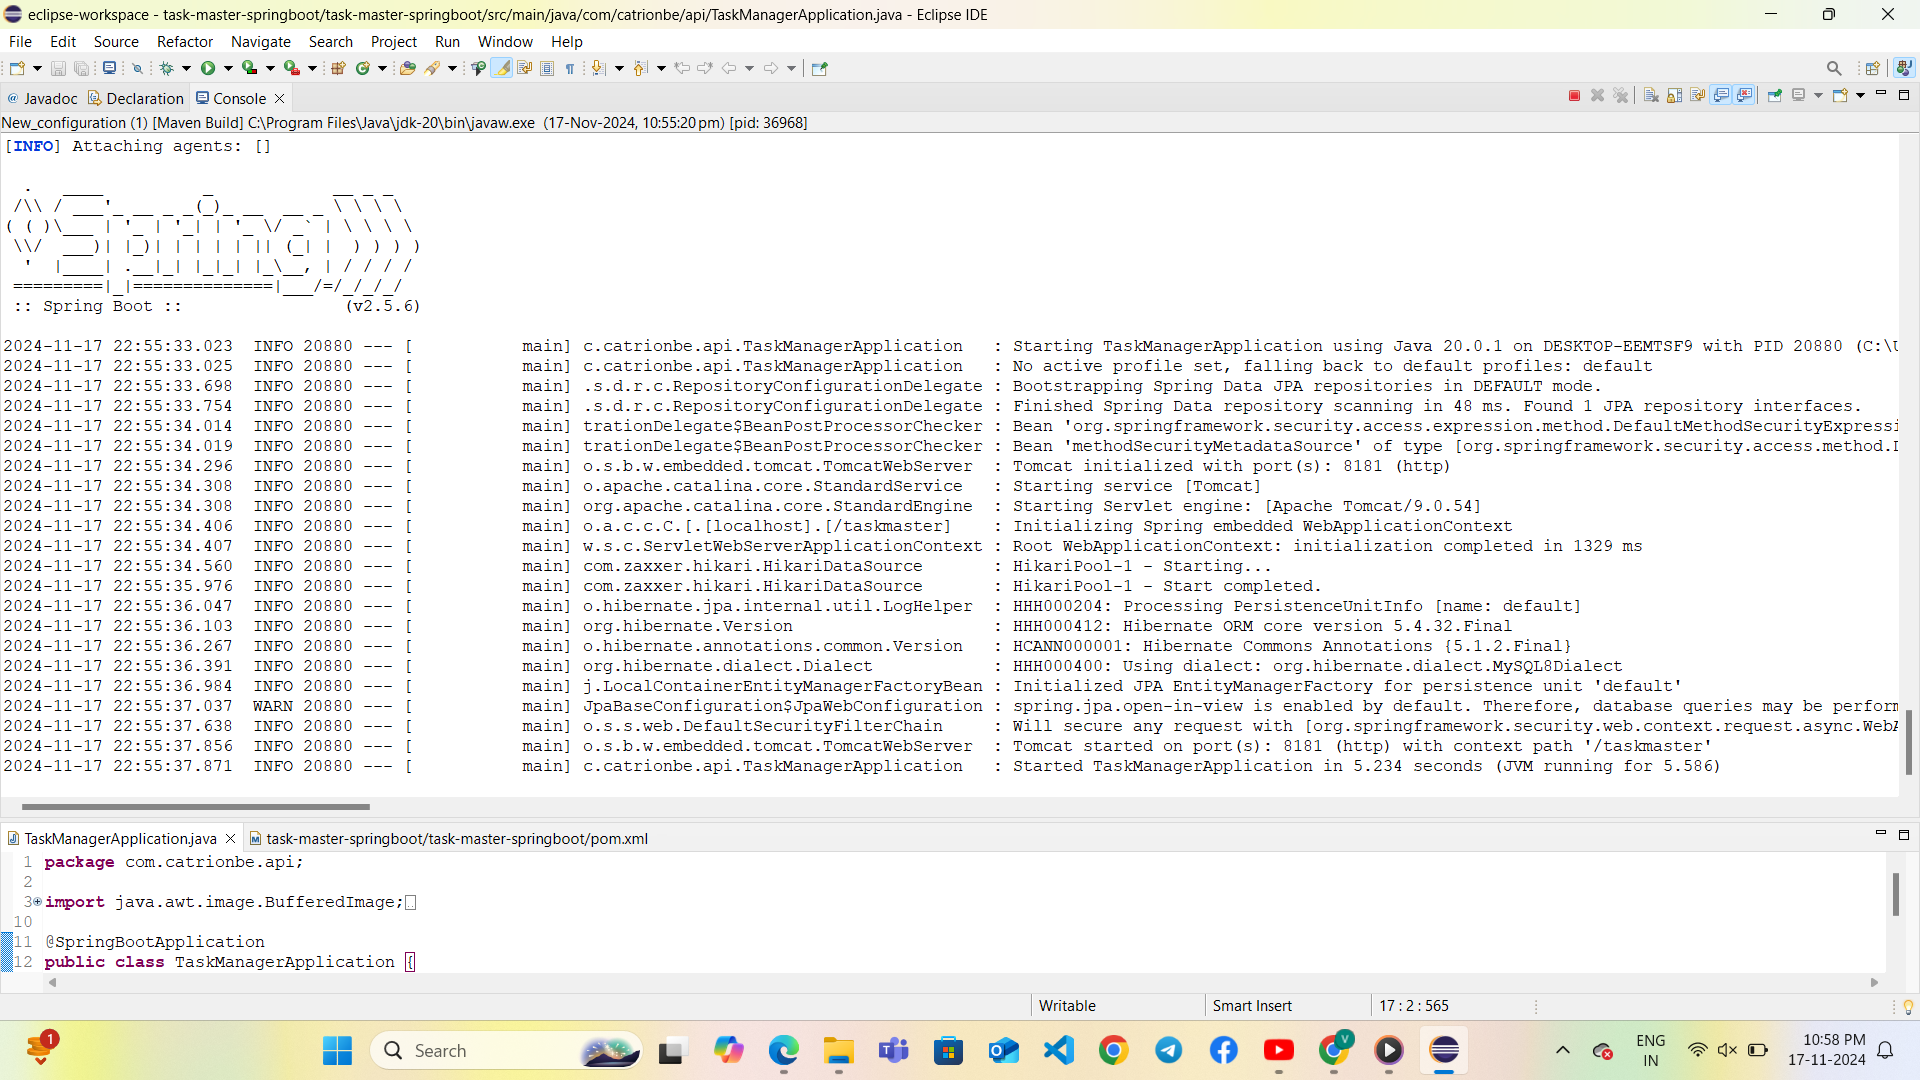 eclipse-workspace - task-master-springboot/task-master-springboot/src/main/java/com/catrionbe/api/TaskManagerApplication.java - Eclipse IDE
File Edit Source Refactor Navigate Search Project Run Window Help
@ Javadoc Declaration Console
New_configuration (1) [Maven Build] C:\Program Files\Java\jdk-20\bin\javaw.exe (17-Nov-2024, 10:55:20 pm) [pid: 36968]
[INFO] Attaching agents: []
  .   ____          _            __ _ _
 /\\ / ___'_ __ _ _(_)_ __  __ _ \ \ \ \
( ( )\___ | '_ | '_| | '_ \/ _` | \ \ \ \
 \\/  ___)| |_)| | | | | || (_| |  ) ) ) )
  '  |____| .__|_| |_|_| |_\__, | / / / /
 =========|_|==============|___/=/_/_/_/
 :: Spring Boot ::                (v2.5.6)
2024-11-17 22:55:33.023  INFO 20880 --- [           main] c.catrionbe.api.TaskManagerApplication   : Starting TaskManagerApplication using Java 20.0.1 on DESKTOP-EEMTSF9 with PID 20880 (C:\U
2024-11-17 22:55:33.025  INFO 20880 --- [           main] c.catrionbe.api.TaskManagerApplication   : No active profile set, falling back to default profiles: default
2024-11-17 22:55:33.698  INFO 20880 --- [           main] .s.d.r.c.RepositoryConfigurationDelegate : Bootstrapping Spring Data JPA repositories in DEFAULT mode.
2024-11-17 22:55:33.754  INFO 20880 --- [           main] .s.d.r.c.RepositoryConfigurationDelegate : Finished Spring Data repository scanning in 48 ms. Found 1 JPA repository interfaces.
2024-11-17 22:55:34.014  INFO 20880 --- [           main] trationDelegate$BeanPostProcessorChecker : Bean 'org.springframework.security.access.expression.method.DefaultMethodSecurityExpressi
2024-11-17 22:55:34.019  INFO 20880 --- [           main] trationDelegate$BeanPostProcessorChecker : Bean 'methodSecurityMetadataSource' of type [org.springframework.security.access.method.D
2024-11-17 22:55:34.296  INFO 20880 --- [           main] o.s.b.w.embedded.tomcat.TomcatWebServer  : Tomcat initialized with port(s): 8181 (http)
2024-11-17 22:55:34.308  INFO 20880 --- [           main] o.apache.catalina.core.StandardService   : Starting service [Tomcat]
2024-11-17 22:55:34.308  INFO 20880 --- [           main] org.apache.catalina.core.StandardEngine  : Starting Servlet engine: [Apache Tomcat/9.0.54]
2024-11-17 22:55:34.406  INFO 20880 --- [           main] o.a.c.c.C.[.[localhost].[/taskmaster]    : Initializing Spring embedded WebApplicationContext
2024-11-17 22:55:34.407  INFO 20880 --- [           main] w.s.c.ServletWebServerApplicationContext : Root WebApplicationContext: initialization completed in 1329 ms
2024-11-17 22:55:34.560  INFO 20880 --- [           main] com.zaxxer.hikari.HikariDataSource       : HikariPool-1 - Starting...
2024-11-17 22:55:35.976  INFO 20880 --- [           main] com.zaxxer.hikari.HikariDataSource       : HikariPool-1 - Start completed.
2024-11-17 22:55:36.047  INFO 20880 --- [           main] o.hibernate.jpa.internal.util.LogHelper  : HHH000204: Processing PersistenceUnitInfo [name: default]
2024-11-17 22:55:36.103  INFO 20880 --- [           main] org.hibernate.Version                    : HHH000412: Hibernate ORM core version 5.4.32.Final
2024-11-17 22:55:36.267  INFO 20880 --- [           main] o.hibernate.annotations.common.Version   : HCANN000001: Hibernate Commons Annotations {5.1.2.Final}
2024-11-17 22:55:36.391  INFO 20880 --- [           main] org.hibernate.dialect.Dialect            : HHH000400: Using dialect: org.hibernate.dialect.MySQL8Dialect
2024-11-17 22:55:36.984  INFO 20880 --- [           main] j.LocalContainerEntityManagerFactoryBean : Initialized JPA EntityManagerFactory for persistence unit 'default'
2024-11-17 22:55:37.037  WARN 20880 --- [           main] JpaBaseConfiguration$JpaWebConfiguration : spring.jpa.open-in-view is enabled by default. Therefore, database queries may be perform
2024-11-17 22:55:37.638  INFO 20880 --- [           main] o.s.s.web.DefaultSecurityFilterChain     : Will secure any request with [org.springframework.security.web.context.request.async.WebA
2024-11-17 22:55:37.856  INFO 20880 --- [           main] o.s.b.w.embedded.tomcat.TomcatWebServer  : Tomcat started on port(s): 8181 (http) with context path '/taskmaster'
2024-11-17 22:55:37.871  INFO 20880 --- [           main] c.catrionbe.api.TaskManagerApplication   : Started TaskManagerApplication in 5.234 seconds (JVM running for 5.586)
TaskManagerApplication.java task-master-springboot/task-master-springboot/pom.xml
1 package com.catrionbe.api;
2
3 import java.awt.image.BufferedImage;
10
11 @SpringBootApplication
12 public class TaskManagerApplication {
Writable Smart Insert 17 : 2 : 565
1 Search V ENG 10:58 PM
IN 17-11-2024